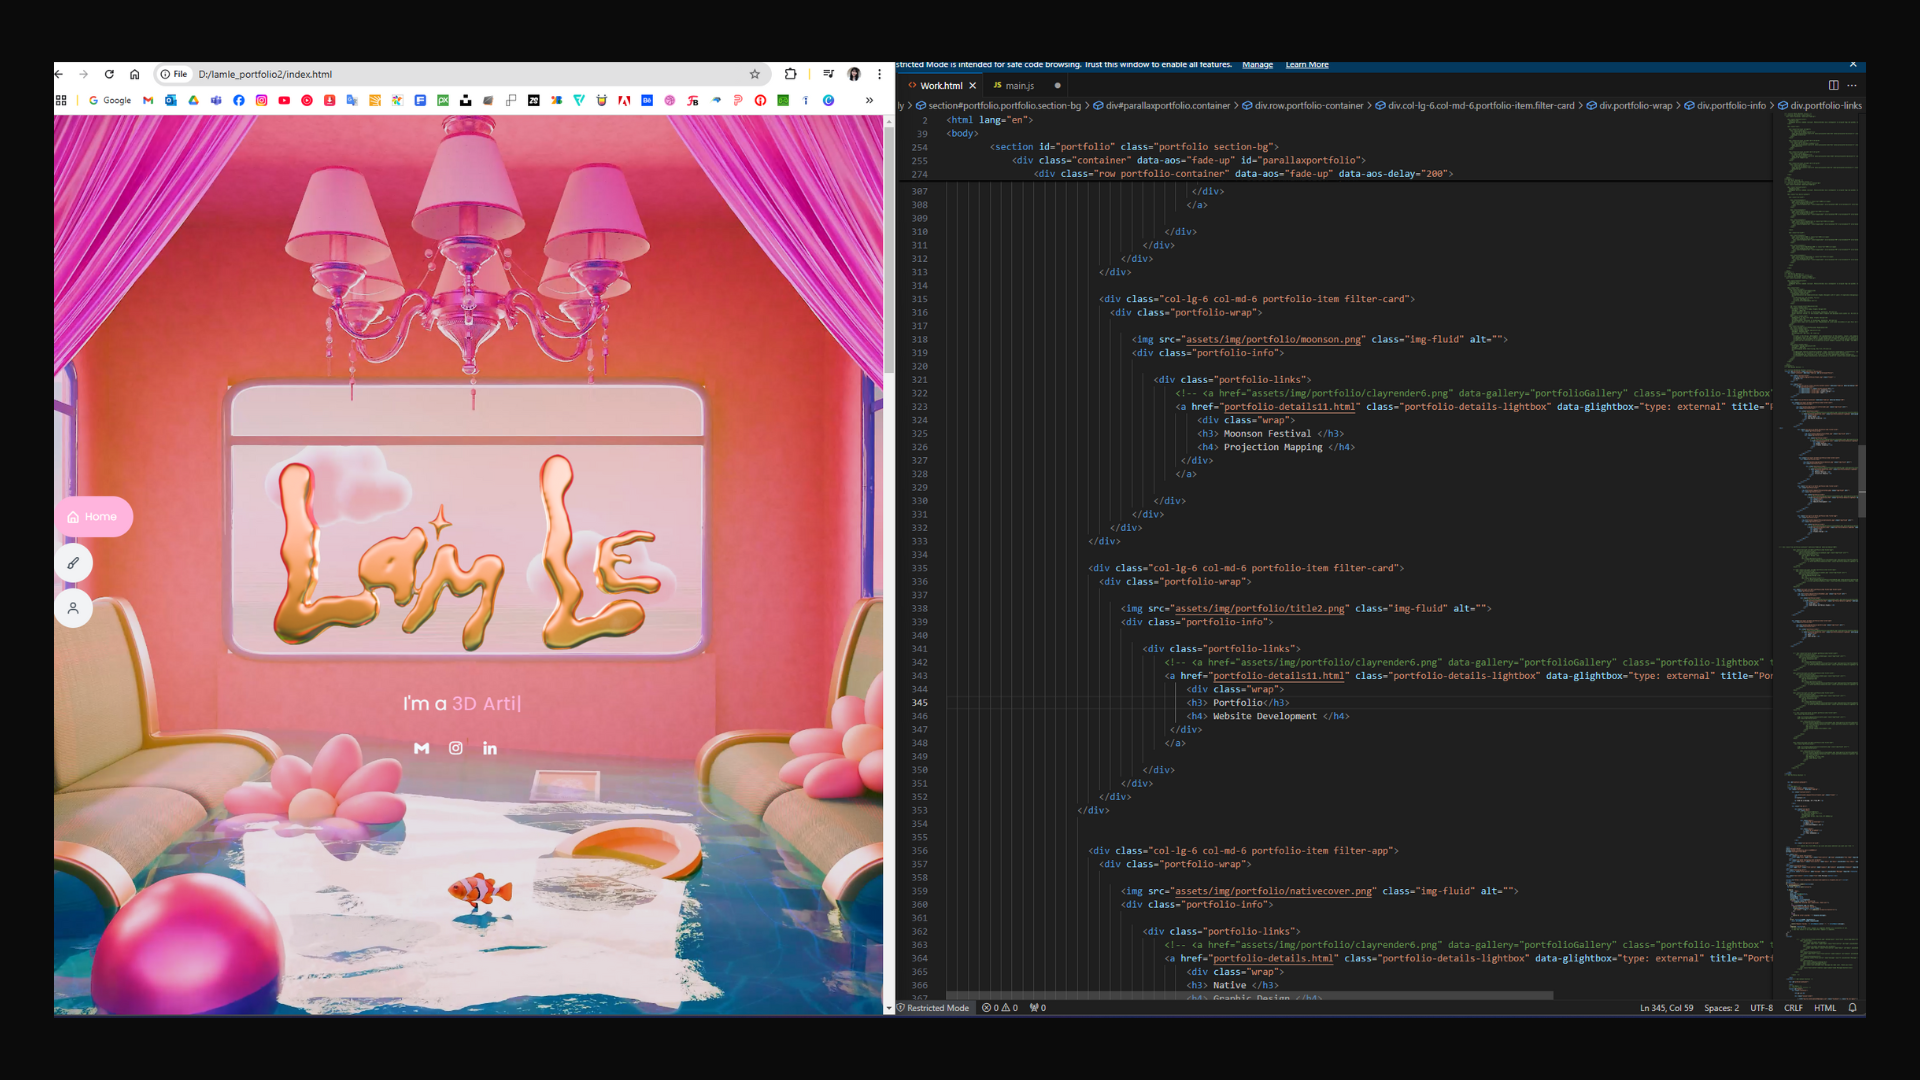 File D:/lamle_portfolio2/index.html
Google
Lam Le
Home
I'm a 3D Arti|
stricted Mode is intended for safe code browsing. Trust this window to enable all features. Manage Learn More
Work.html
JS main.js
ly > section#portfolio.portfolio.section-bg > div#parallaxportfolio.container > div.row.portfolio-container > div.col-lg-6.col-md-6.portfolio-item.filter-card > div.portfolio-wrap > div.portfolio-info > div.portfolio-links
2 <html lang="en">
39 <body>
254 <section id="portfolio" class="portfolio section-bg">
255 <div class="container" data-aos="fade-up" id="parallaxportfolio">
274 <div class="row portfolio-container" data-aos="fade-up" data-aos-delay="200">
307 </div>
308 </a>
309
310 </div>
311 </div>
312 </div>
313 </div>
314
315 <div class="col-lg-6 col-md-6 portfolio-item filter-card">
316 <div class="portfolio-wrap">
317
318 <img src="assets/img/portfolio/moonson.png" class="img-fluid" alt="">
319 <div class="portfolio-info">
320
321 <div class="portfolio-links">
322 <!-- <a href="assets/img/portfolio/clayrender6.png" data-gallery="portfolioGallery" class="portfolio-lightbox"
323 <a href="portfolio-details11.html" class="portfolio-details-lightbox" data-glightbox="type: external" title="P
324 <div class="wrap">
325 <h3> Moonson Festival </h3>
326 <h4> Projection Mapping </h4>
327 </div>
328 </a>
329
330 </div>
331 </div>
332 </div>
333 </div>
334
335 <div class="col-lg-6 col-md-6 portfolio-item filter-card">
336 <div class="portfolio-wrap">
337
338 <img src="assets/img/portfolio/title2.png" class="img-fluid" alt="">
339 <div class="portfolio-info">
340
341 <div class="portfolio-links">
342 <!-- <a href="assets/img/portfolio/clayrender6.png" data-gallery="portfolioGallery" class="portfolio-lightbox" t
343 <a href="portfolio-details11.html" class="portfolio-details-lightbox" data-glightbox="type: external" title="Por
344 <div class="wrap">
345 <h3> Portfolio</h3>
346 <h4> Website Development </h4>
347 </div>
348 </a>
349
350 </div>
351 </div>
352 </div>
353 </div>
354
355
356 <div class="col-lg-6 col-md-6 portfolio-item filter-app">
357 <div class="portfolio-wrap">
358
359 <img src="assets/img/portfolio/nativecover.png" class="img-fluid" alt="">
360 <div class="portfolio-info">
361
362 <div class="portfolio-links">
363 <!-- <a href="assets/img/portfolio/clayrender6.png" data-gallery="portfolioGallery" class="portfolio-lightbox" t
364 <a href="portfolio-details.html" class="portfolio-details-lightbox" data-glightbox="type: external" title="Porti
365 <div class="wrap">
366 <h3> Native </h3>
367 <h4> Graphic Design </h4>
Restricted Mode 0 0 0
Ln 345, Col 59 Spaces: 2 UTF-8 CRLF HTML